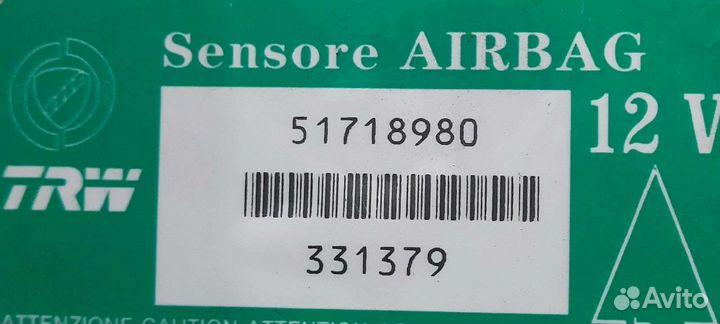 Sensore AIRBAG
51718980
12 V
TRW
331379
ATTENZIONE CAUTION ATTENTION
Avito